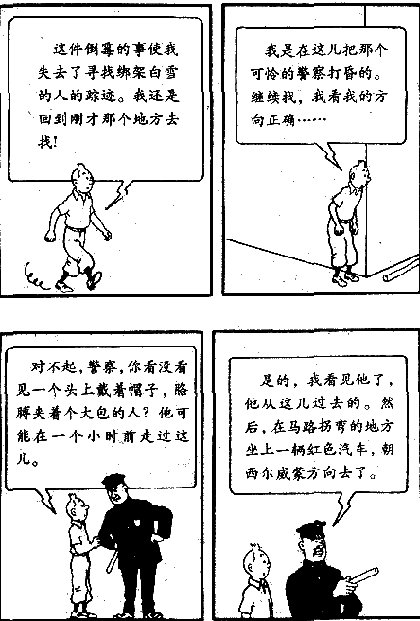 这件倒霉的事使我
失去了寻找绑架白雪
的人的踪迹。我还是
回到刚才那个地方去
找！
我是在这儿把那个
可怜的警察打昏的。
继续找，我看我的方
向正确……
对不起，警察，你看没看
见一个头上戴着帽子，胳
膊夹着个大包的人？他可
能在一个小时前走过这
儿。
是的，我看见他了，
他从这儿过去的。然
后，在马路拐弯的地方
坐上一辆红色汽车，朝
西尔威蒙方向去了。